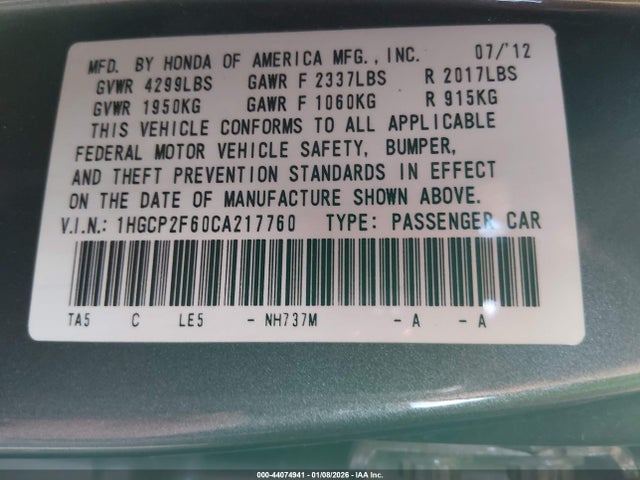 MFD. BY HONDA OF AMERICA MFG., INC. 07/'12
GVWR 4299LBS GAWR F 2337LBS R 2017LBS
GVWR 1950KG GAWR F 1060KG R 915KG
THIS VEHICLE CONFORMS TO ALL APPLICABLE
FEDERAL MOTOR VEHICLE SAFETY, BUMPER,
AND THEFT PREVENTION STANDARDS IN EFFECT
ON THE DATE OF MANUFACTURE SHOWN ABOVE.
V.I.N.: 1HGCP2F60CA217760 TYPE: PASSENGER CAR
TA5 C LE5 - NH737M - A - A
000-44074941 - 01/08/2026 - IAA Inc.